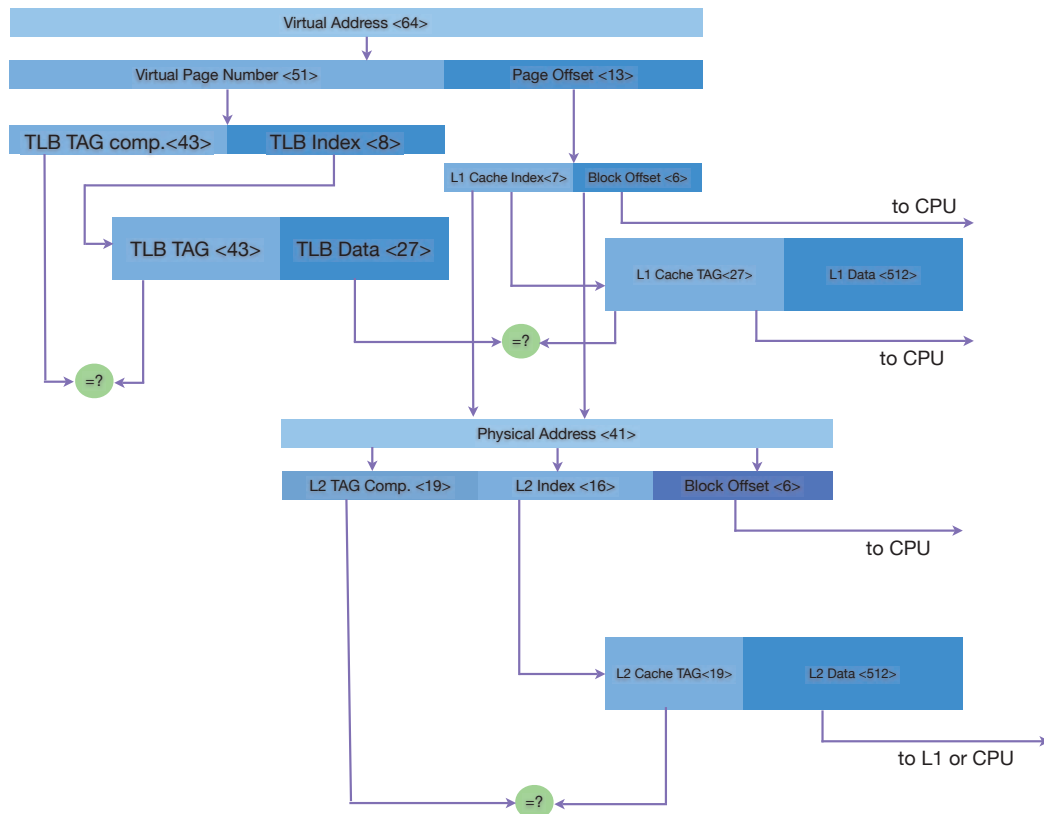 Virtual Address <64>
Virtual Page Number <51>
Page Offset <13>
TLB TAG comp.<43>
TLB Index <8>
L1 Cache Index<7>
Block Offset <6>
to CPU
TLB TAG <43>
TLB Data <27>
L1 Cache TAG<27>
L1 Data <512>
=?
to CPU
=?
Physical Address <41>
L2 TAG Comp. <19>
L2 Index <16>
Block Offset <6>
to CPU
L2 Cache TAG<19>
L2 Data <512>
to L1 or CPU
=?